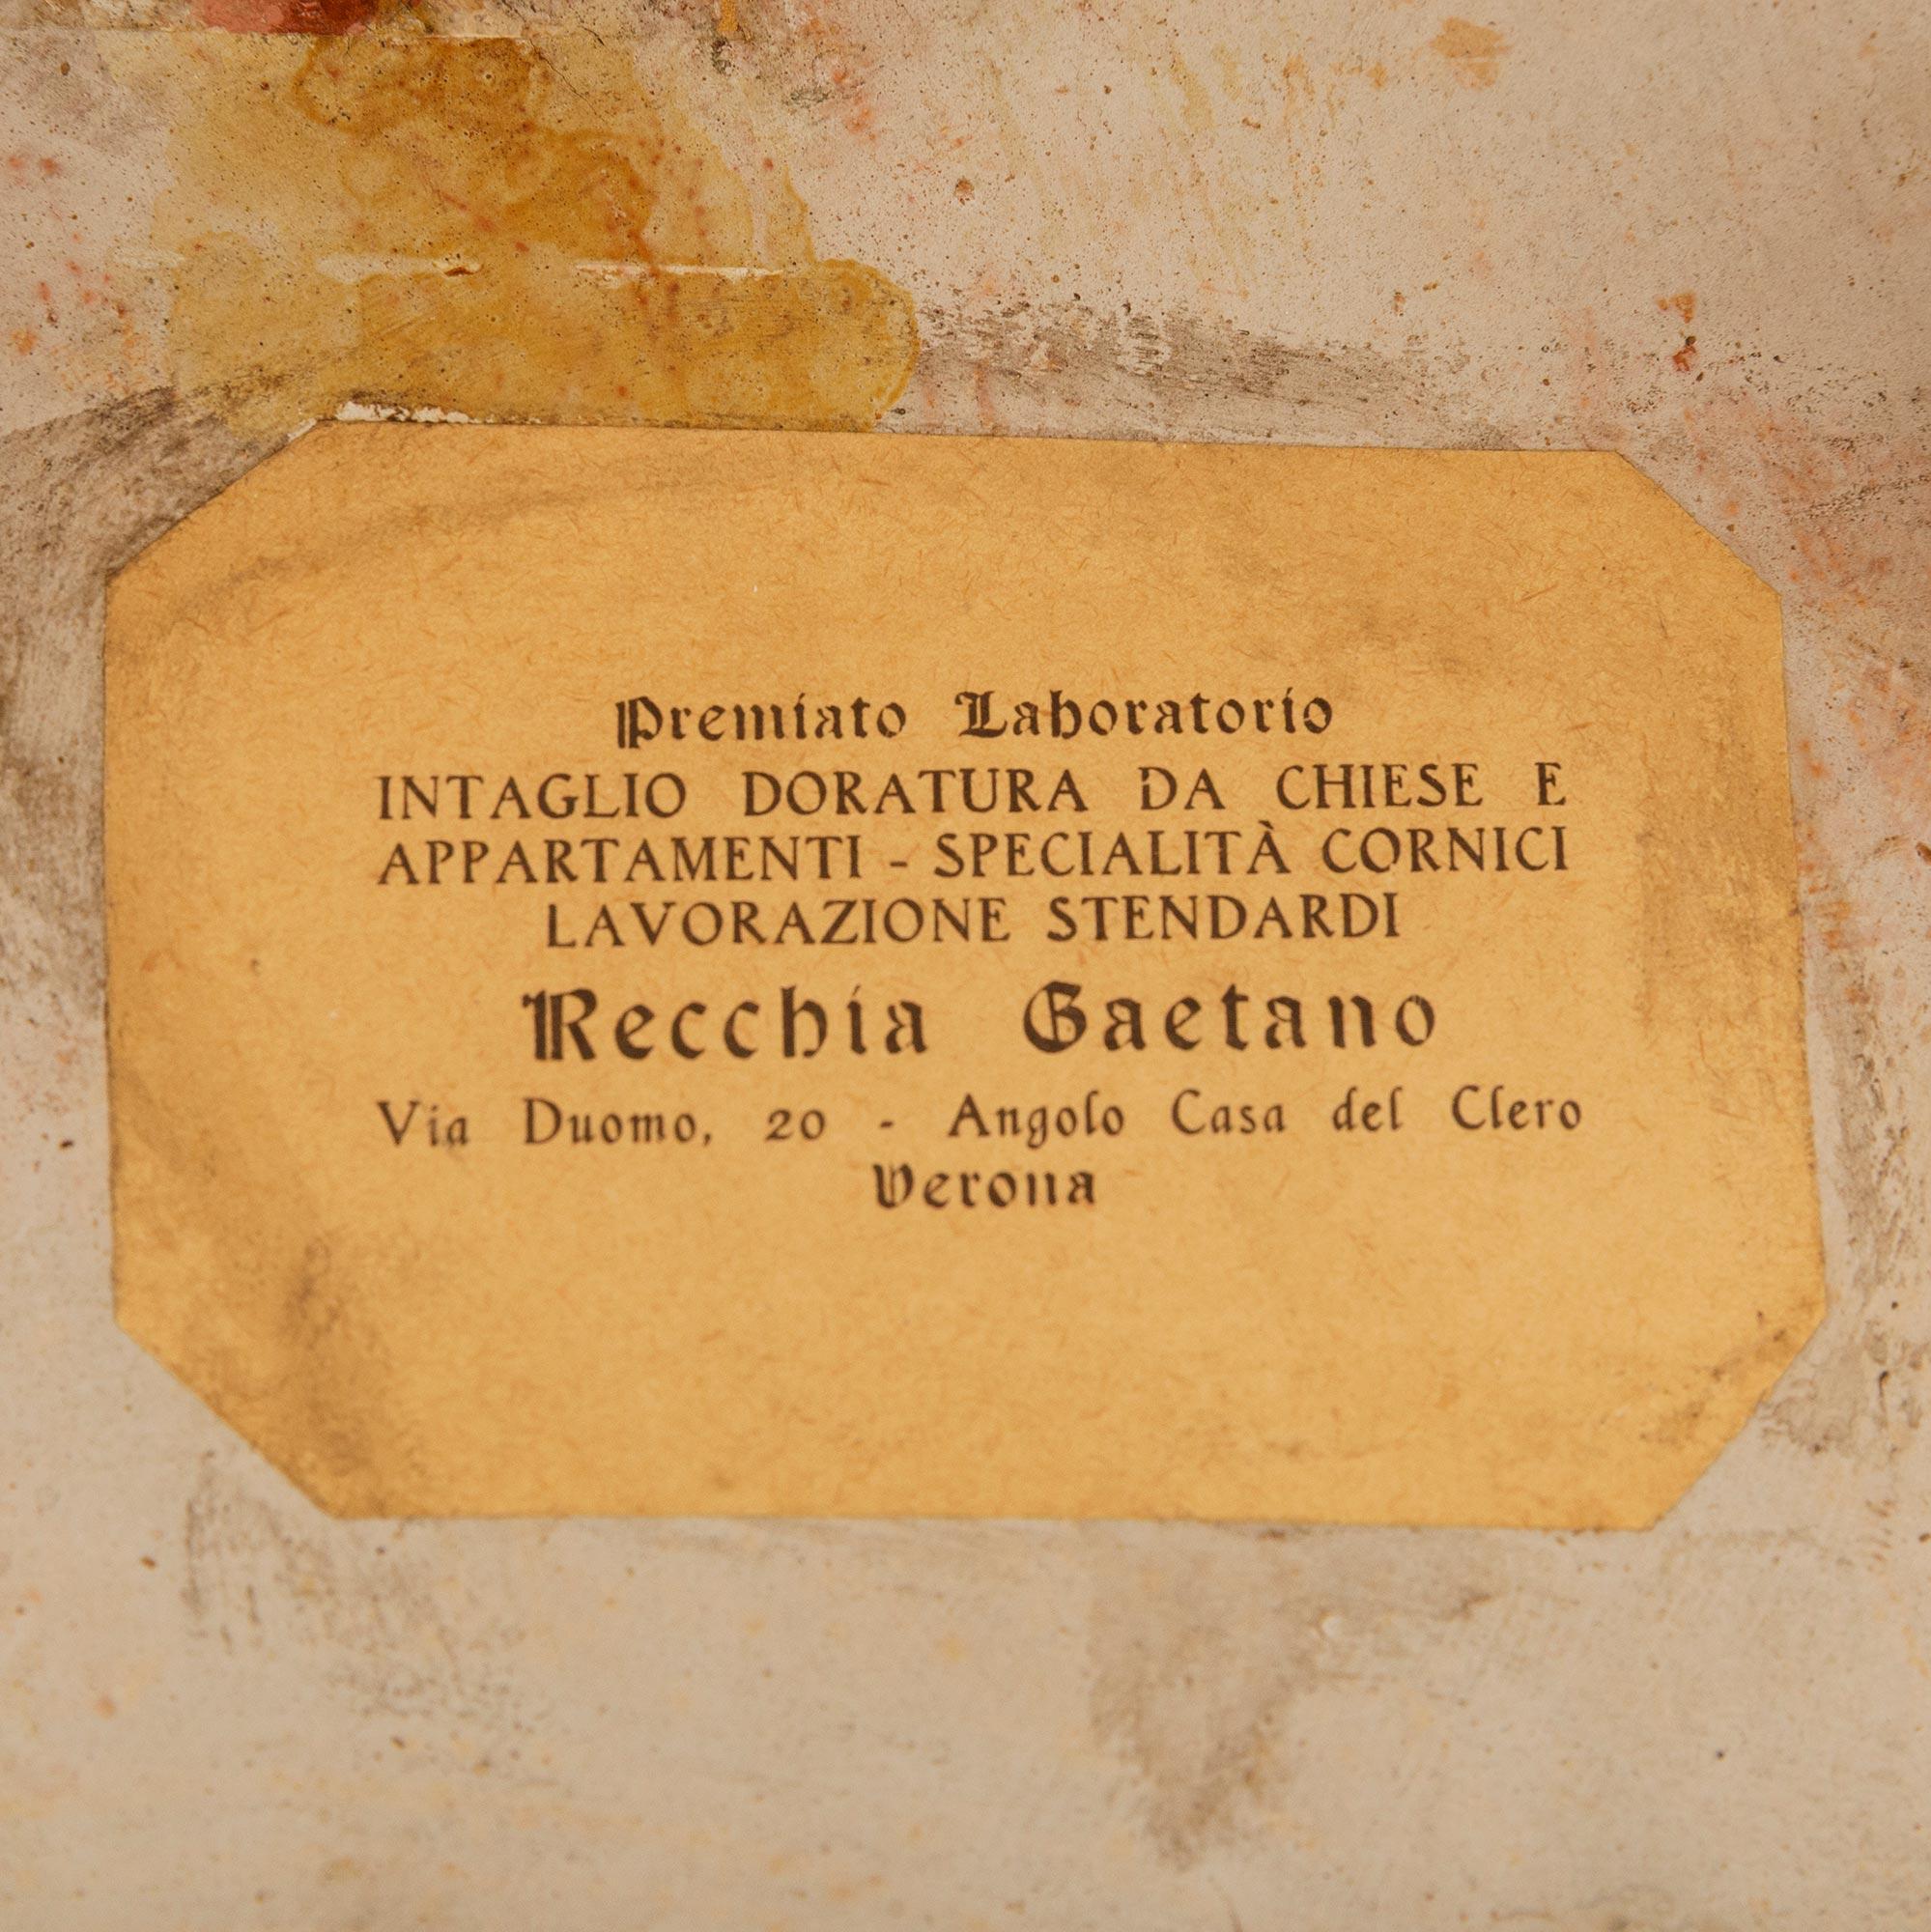 Premiato Laboratorio
INTAGLIO DORATURA DA CHIESE E
APPARTAMENTI - SPECIALITÀ CORNICI
LAVORAZIONE STENDARDI
Recchia Gaetano
Via Duomo, 20 - Angolo Casa del Clero
Verona